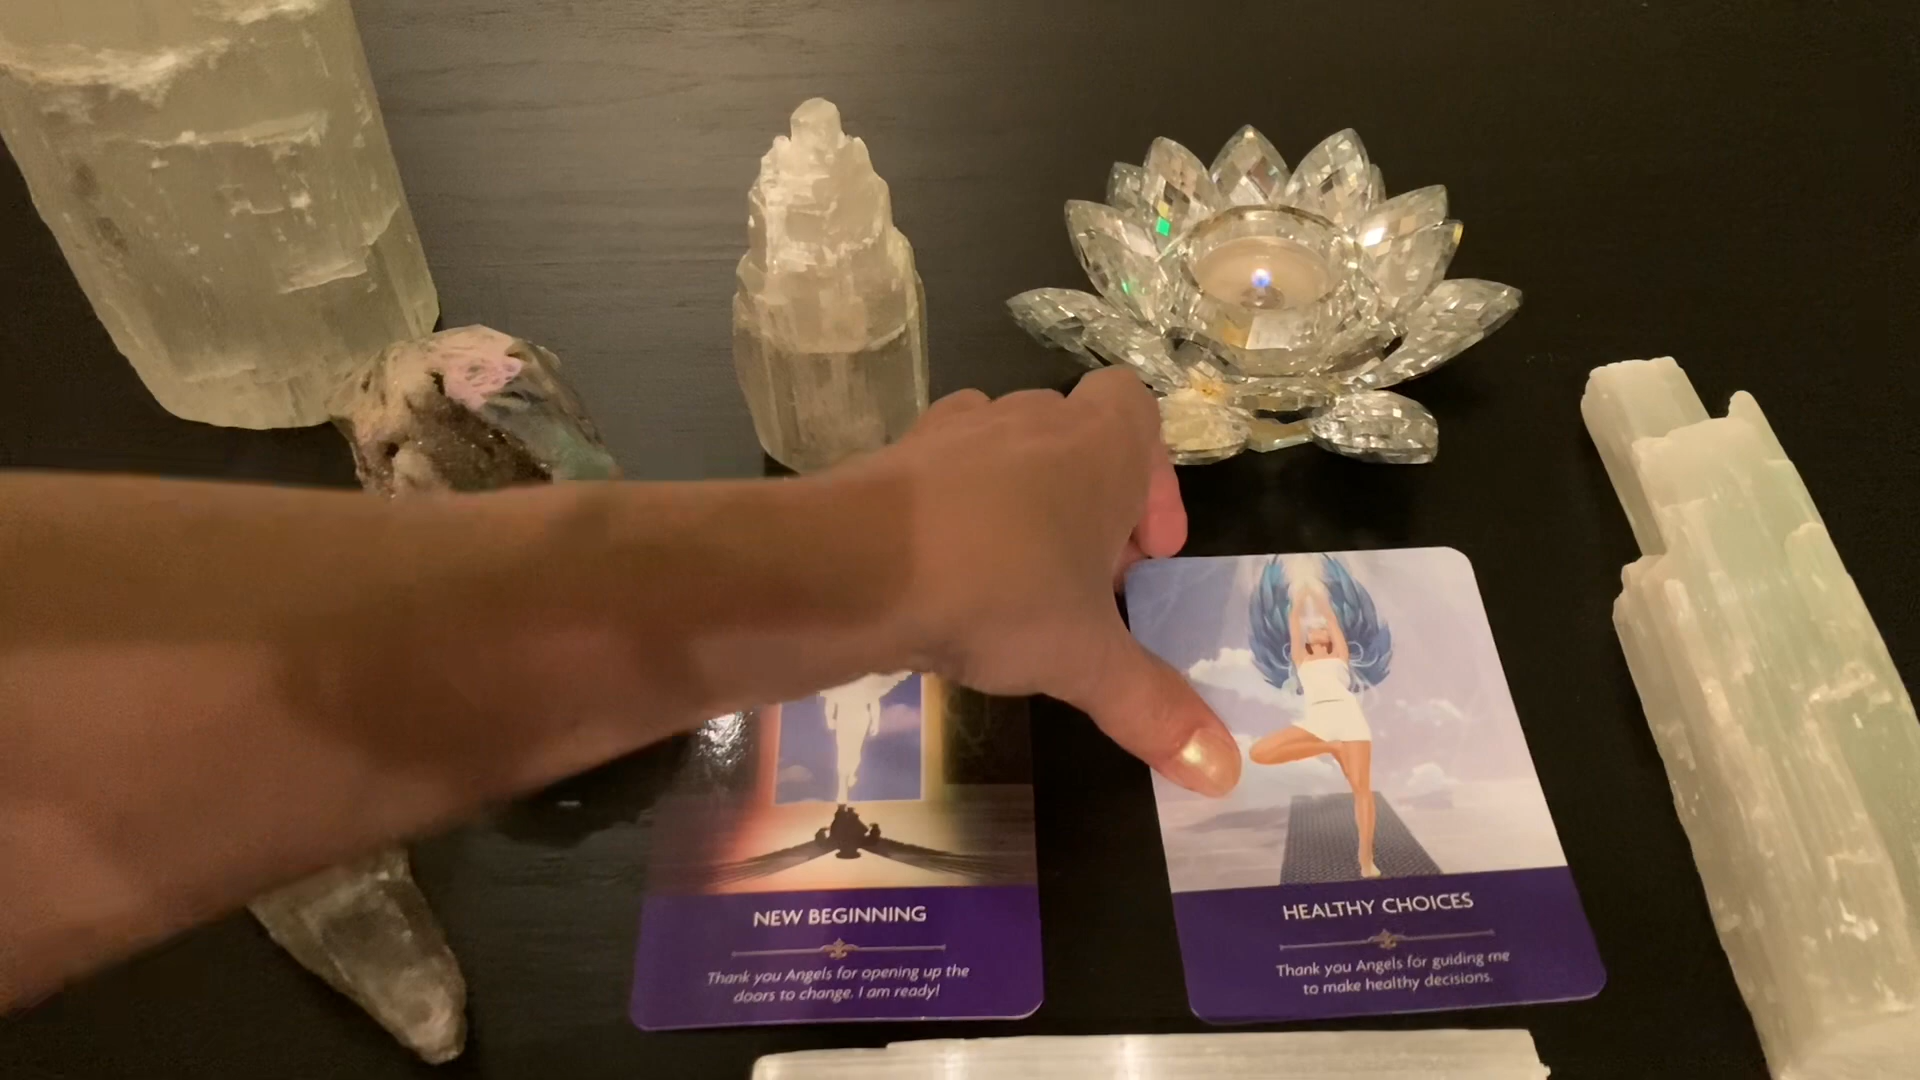 NEW BEGINNING
Thank you Angels for opening up the
doors to change. I am ready!
HEALTHY CHOICES
Thank you Angels for guiding me
to make healthy decisions.